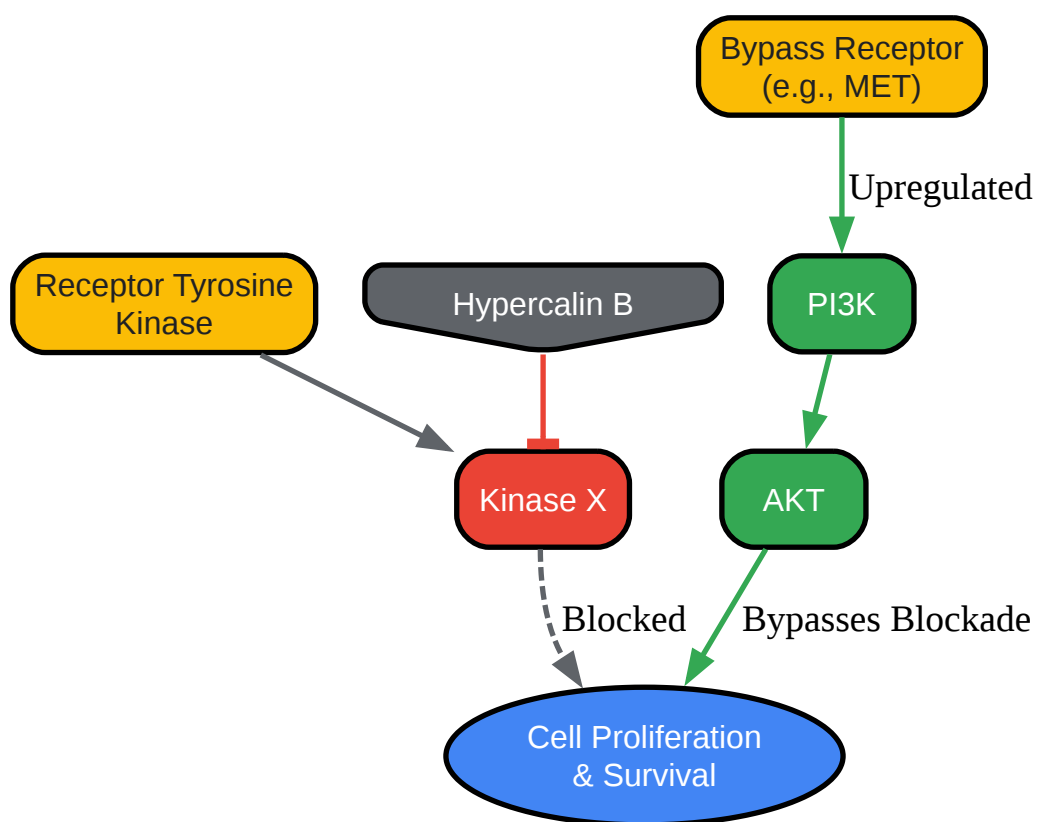 Bypass Receptor
(e.g., MET)
Upregulated
Receptor Tyrosine
Kinase
Hypercalin B
PI3K
Kinase X
AKT
Blocked
Bypasses Blockade
Cell Proliferation
& Survival